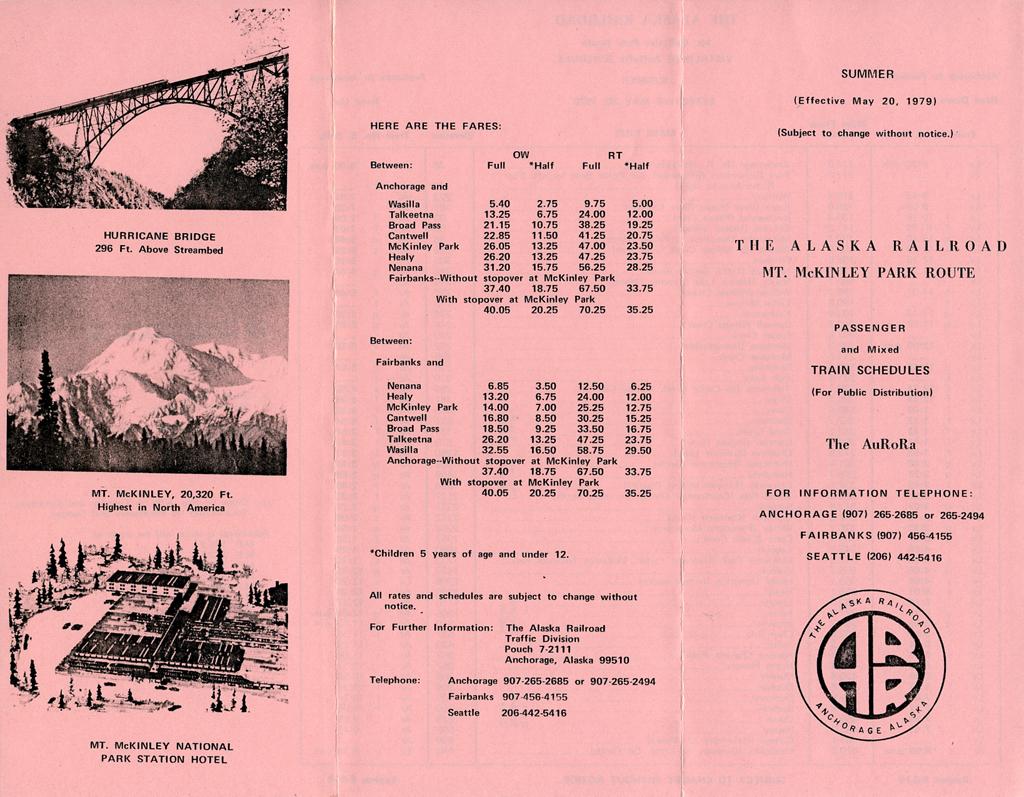 HURRICANE BRIDGE
296 Ft. Above Streambed
MT. McKINLEY, 20,320 Ft.
Highest in North America
MT. McKINLEY NATIONAL
PARK STATION HOTEL
HERE ARE THE FARES:
OW RT
Between: Full *Half Full *Half
Anchorage and
Wasilla 5.40 2.75 9.75 5.00
Talkeetna 13.25 6.75 24.00 12.00
Broad Pass 21.15 10.75 38.25 19.25
Cantwell 22.85 11.50 41.25 20.75
McKinley Park 26.05 13.25 47.00 23.50
Healy 26.20 13.25 47.25 23.75
Nenana 31.20 15.75 56.25 28.25
Fairbanks--Without stopover at McKinley Park
37.40 18.75 67.50 33.75
With stopover at McKinley Park
40.05 20.25 70.25 35.25
Between:
Fairbanks and
Nenana 6.85 3.50 12.50 6.25
Healy 13.20 6.75 24.00 12.00
McKinley Park 14.00 7.00 25.25 12.75
Cantwell 16.80 8.50 30.25 15.25
Broad Pass 18.50 9.25 33.50 16.75
Talkeetna 26.20 13.25 47.25 23.75
Wasilla 32.55 16.50 58.75 29.50
Anchorage--Without stopover at McKinley Park
37.40 18.75 67.50 33.75
With stopover at McKinley Park
40.05 20.25 70.25 35.25
*Children 5 years of age and under 12.
All rates and schedules are subject to change without
notice.
For Further Information: The Alaska Railroad
Traffic Division
Pouch 7-2111
Anchorage, Alaska 99510
Telephone: Anchorage 907-265-2685 or 907-265-2494
Fairbanks 907-456-4155
Seattle 206-442-5416
SUMMER
(Effective May 20, 1979)
(Subject to change without notice.)
THE ALASKA RAILROAD
MT. McKINLEY PARK ROUTE
PASSENGER
and Mixed
TRAIN SCHEDULES
(For Public Distribution)
The AuRoRa
FOR INFORMATION TELEPHONE:
ANCHORAGE (907) 265-2685 or 265-2494
FAIRBANKS (907) 456-4155
SEATTLE (206) 442-5416
THE ALASKA RAILROAD
ARR
ANCHORAGE ALASKA